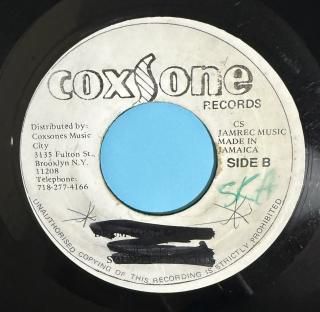 coxsone
RECORDS
Distributed by:
Coxsones Music
City
3135 Fulton St.,
Brooklyn N.Y.
11208
Telephone:
718-277-4166
CS
JAMREC MUSIC
MADE IN
JAMAICA
SIDE B
SKA
UNAUTHORISED COPYING OF THIS RECORDING IS STRICTLY PROHIBITED